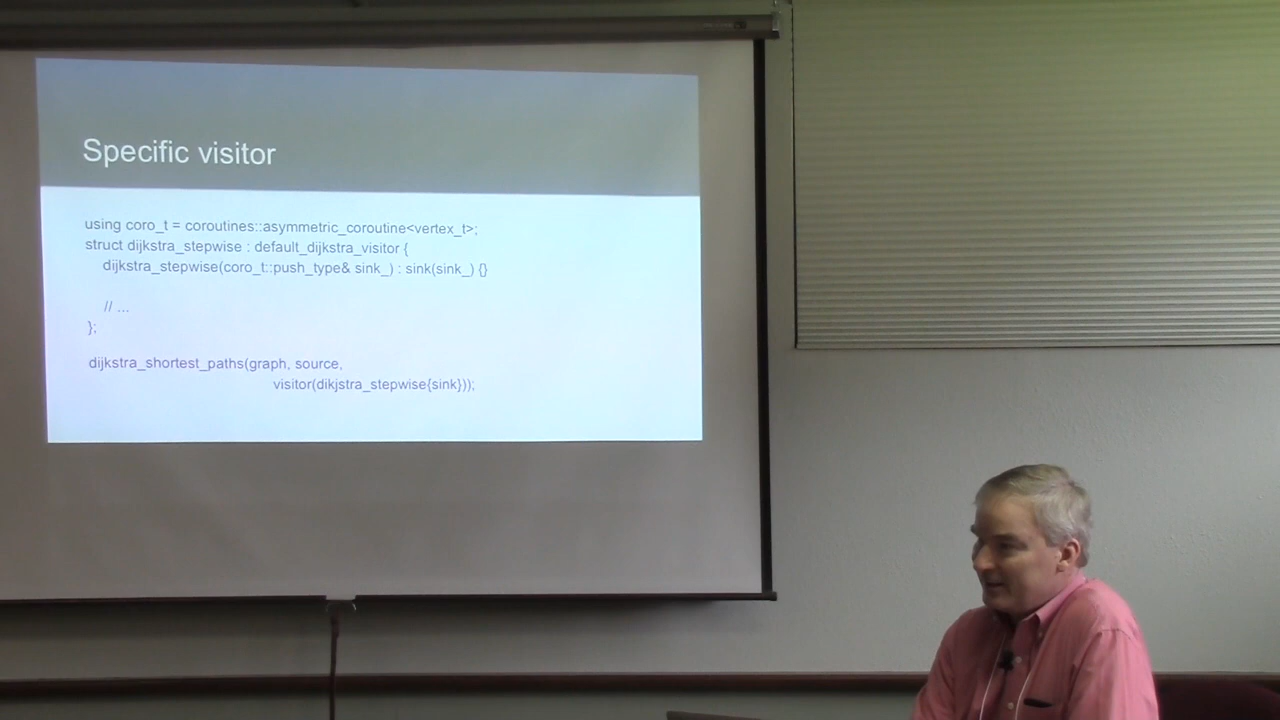 Specific visitor
using coro_t = coroutines::asymmetric_coroutine<vertex_t>;
struct dijkstra_stepwise : default_dijkstra_visitor {
dijkstra_stepwise(coro_t::push_type& sink_) : sink(sink_) {}
// ...
};
dijkstra_shortest_paths(graph, source,
visitor(dikjstra_stepwise{sink}));